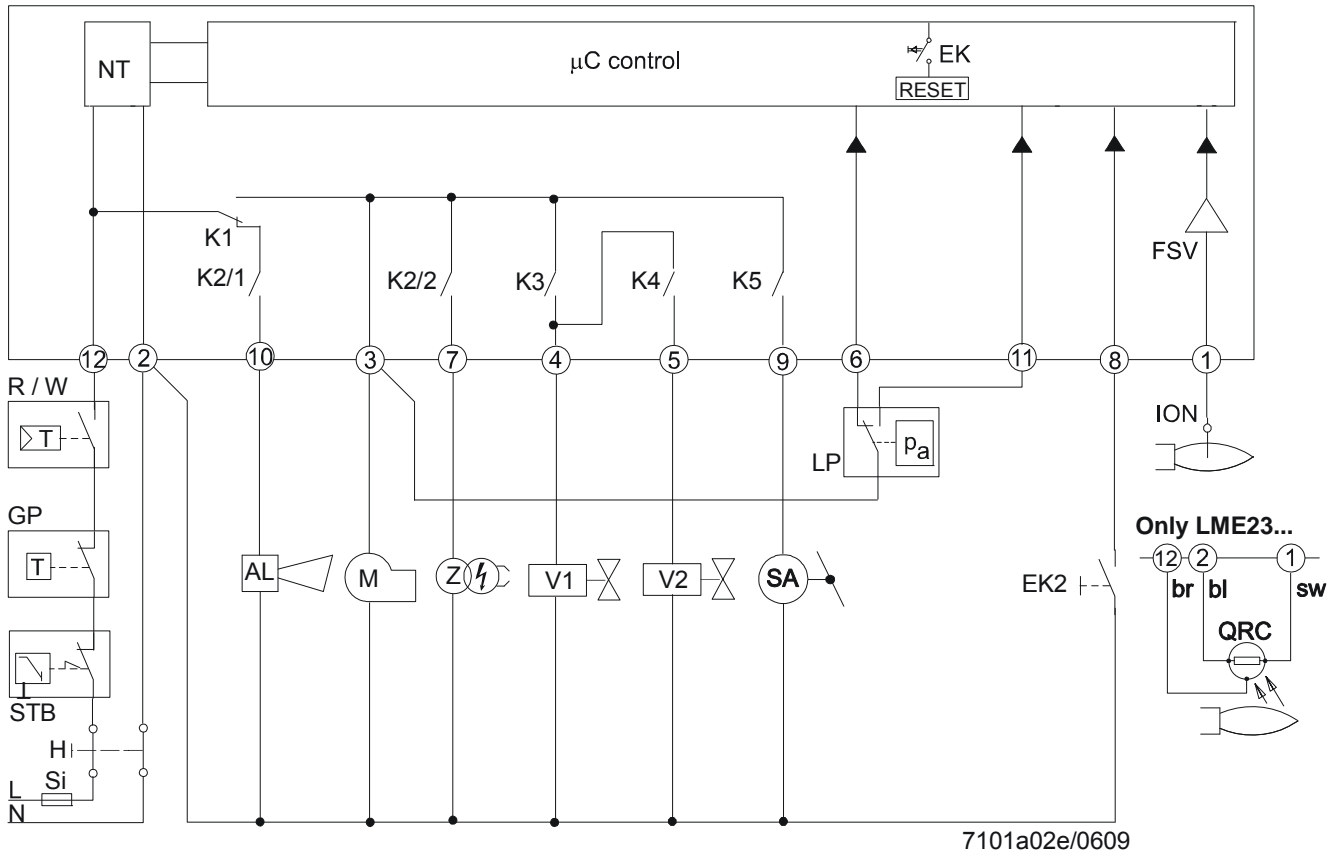 NT
μC control
EK
RESET
K1
K2/1
K2/2
K3
K4
K5
FSV
12
2
10
3
7
4
5
9
6
11
8
1
R / W
T
LP
pa
ION
GP
T
Only LME23...
12
2
1
AL
M
Z
V1
V2
SA
EK2
br
bl
sw
QRC
STB
H
Si
L
N
7101a02e/0609